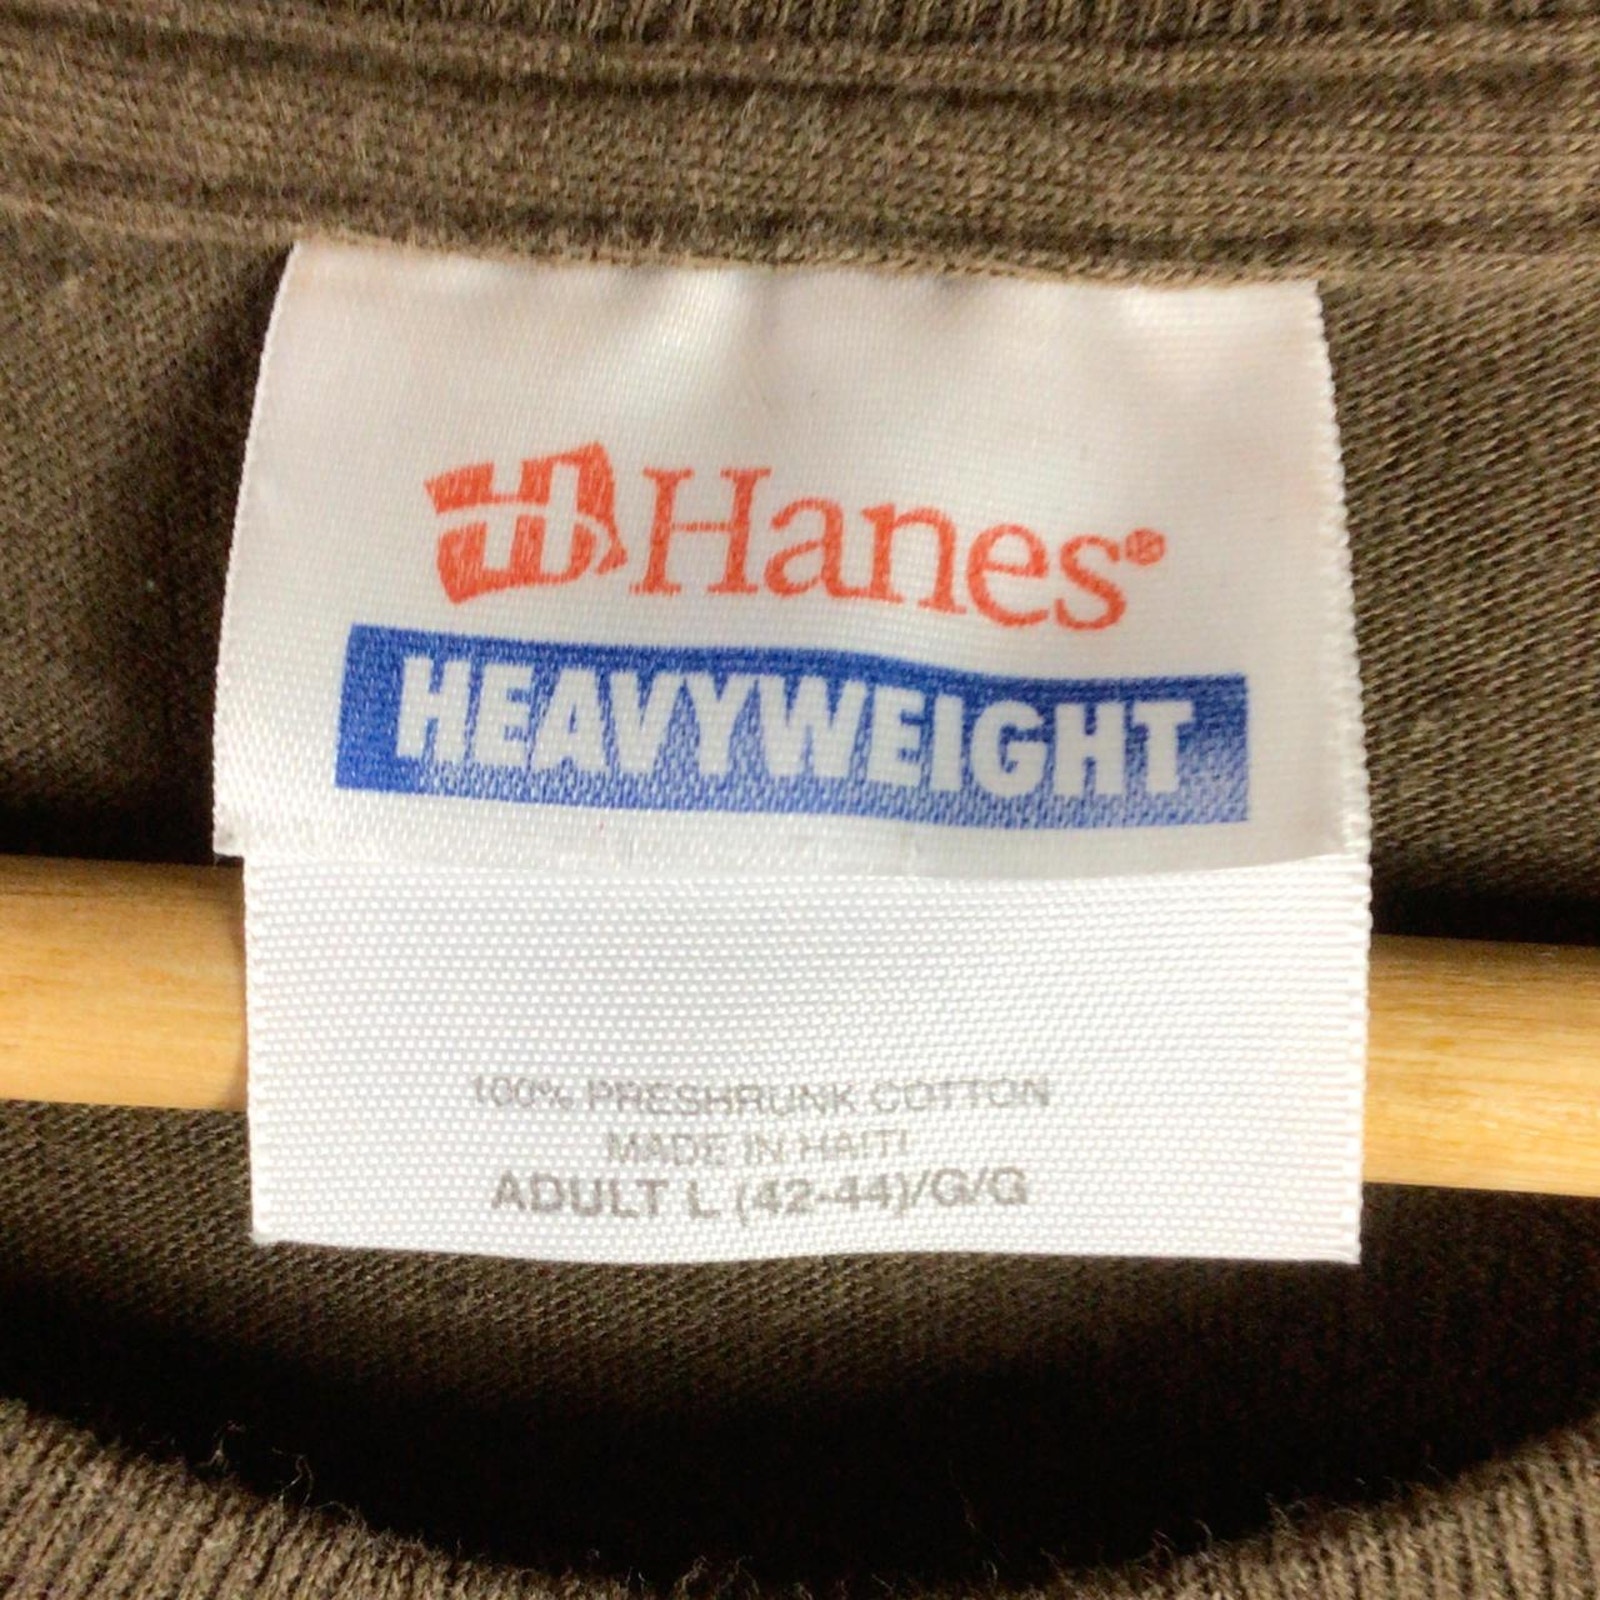 Hanes®
HEAVYWEIGHT
100% PRESHRUNK COTTON
MADE IN HAITI
ADULT L (42-44)/G/G